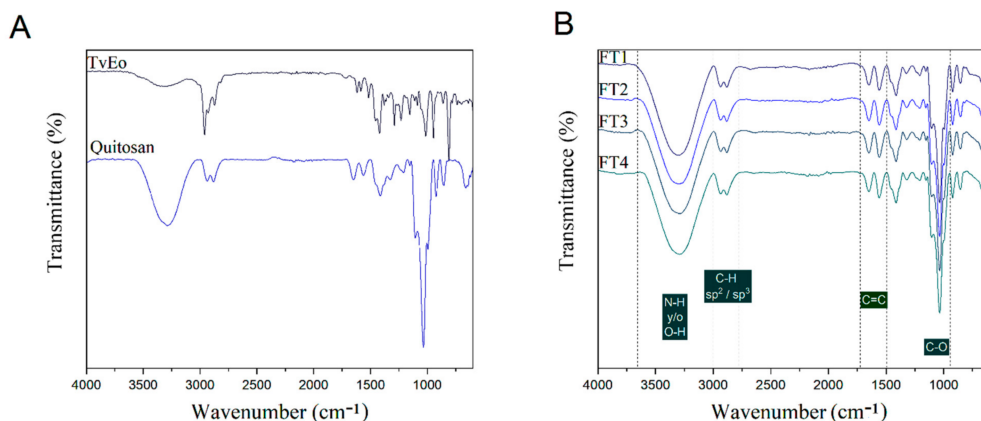 A
TvEo
Quitosan
Transmittance (%)
4000 3500 3000 2500 2000 1500 1000
Wavenumber (cm⁻¹)
B
FT1
FT2
FT3
FT4
Transmittance (%)
N-H
y/o
O-H
C-H
sp² / sp³
C=C
C-O
4000 3500 3000 2500 2000 1500 1000
Wavenumber (cm⁻¹)